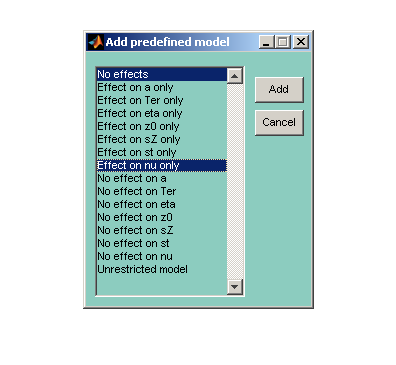 Add predefined model
No effects
Effect on a only
Effect on Ter only
Effect on eta only
Effect on z0 only
Effect on sZ only
Effect on st only
Effect on nu only
No effect on a
No effect on Ter
No effect on eta
No effect on z0
No effect on sZ
No effect on st
No effect on nu
Unrestricted model
Add
Cancel